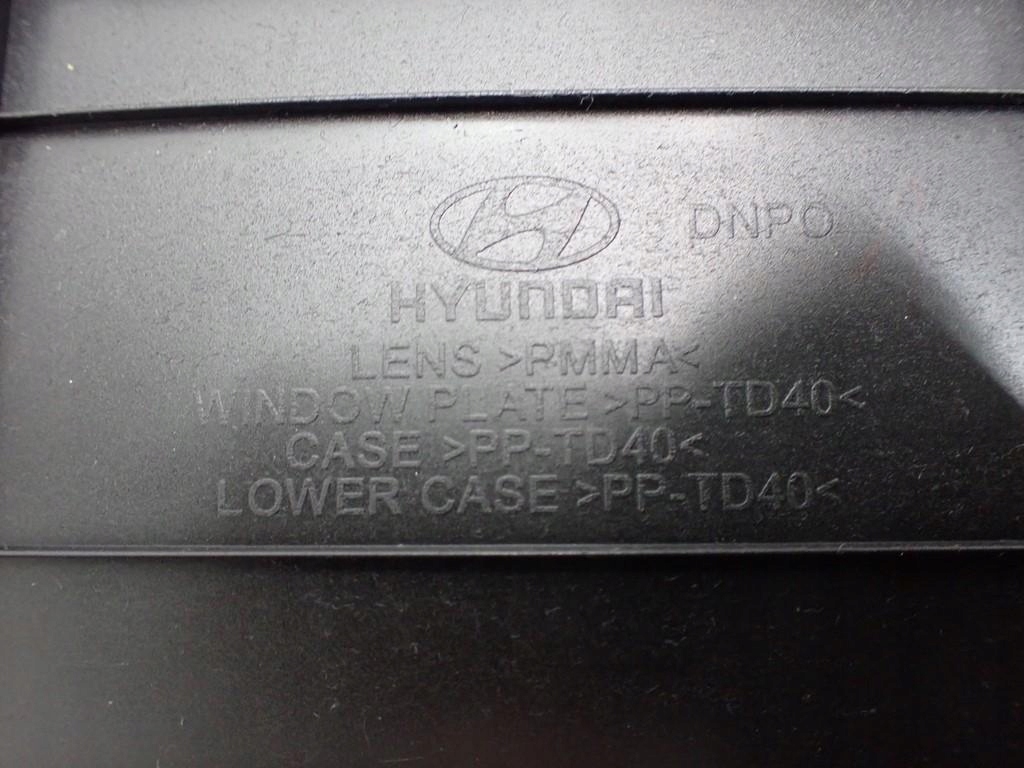 DNPO
HYUNDAI
LENS >PMMA<
WINDOW PLATE >PP-TD40<
CASE >PP-TD40<
LOWER CASE >PP-TD40<